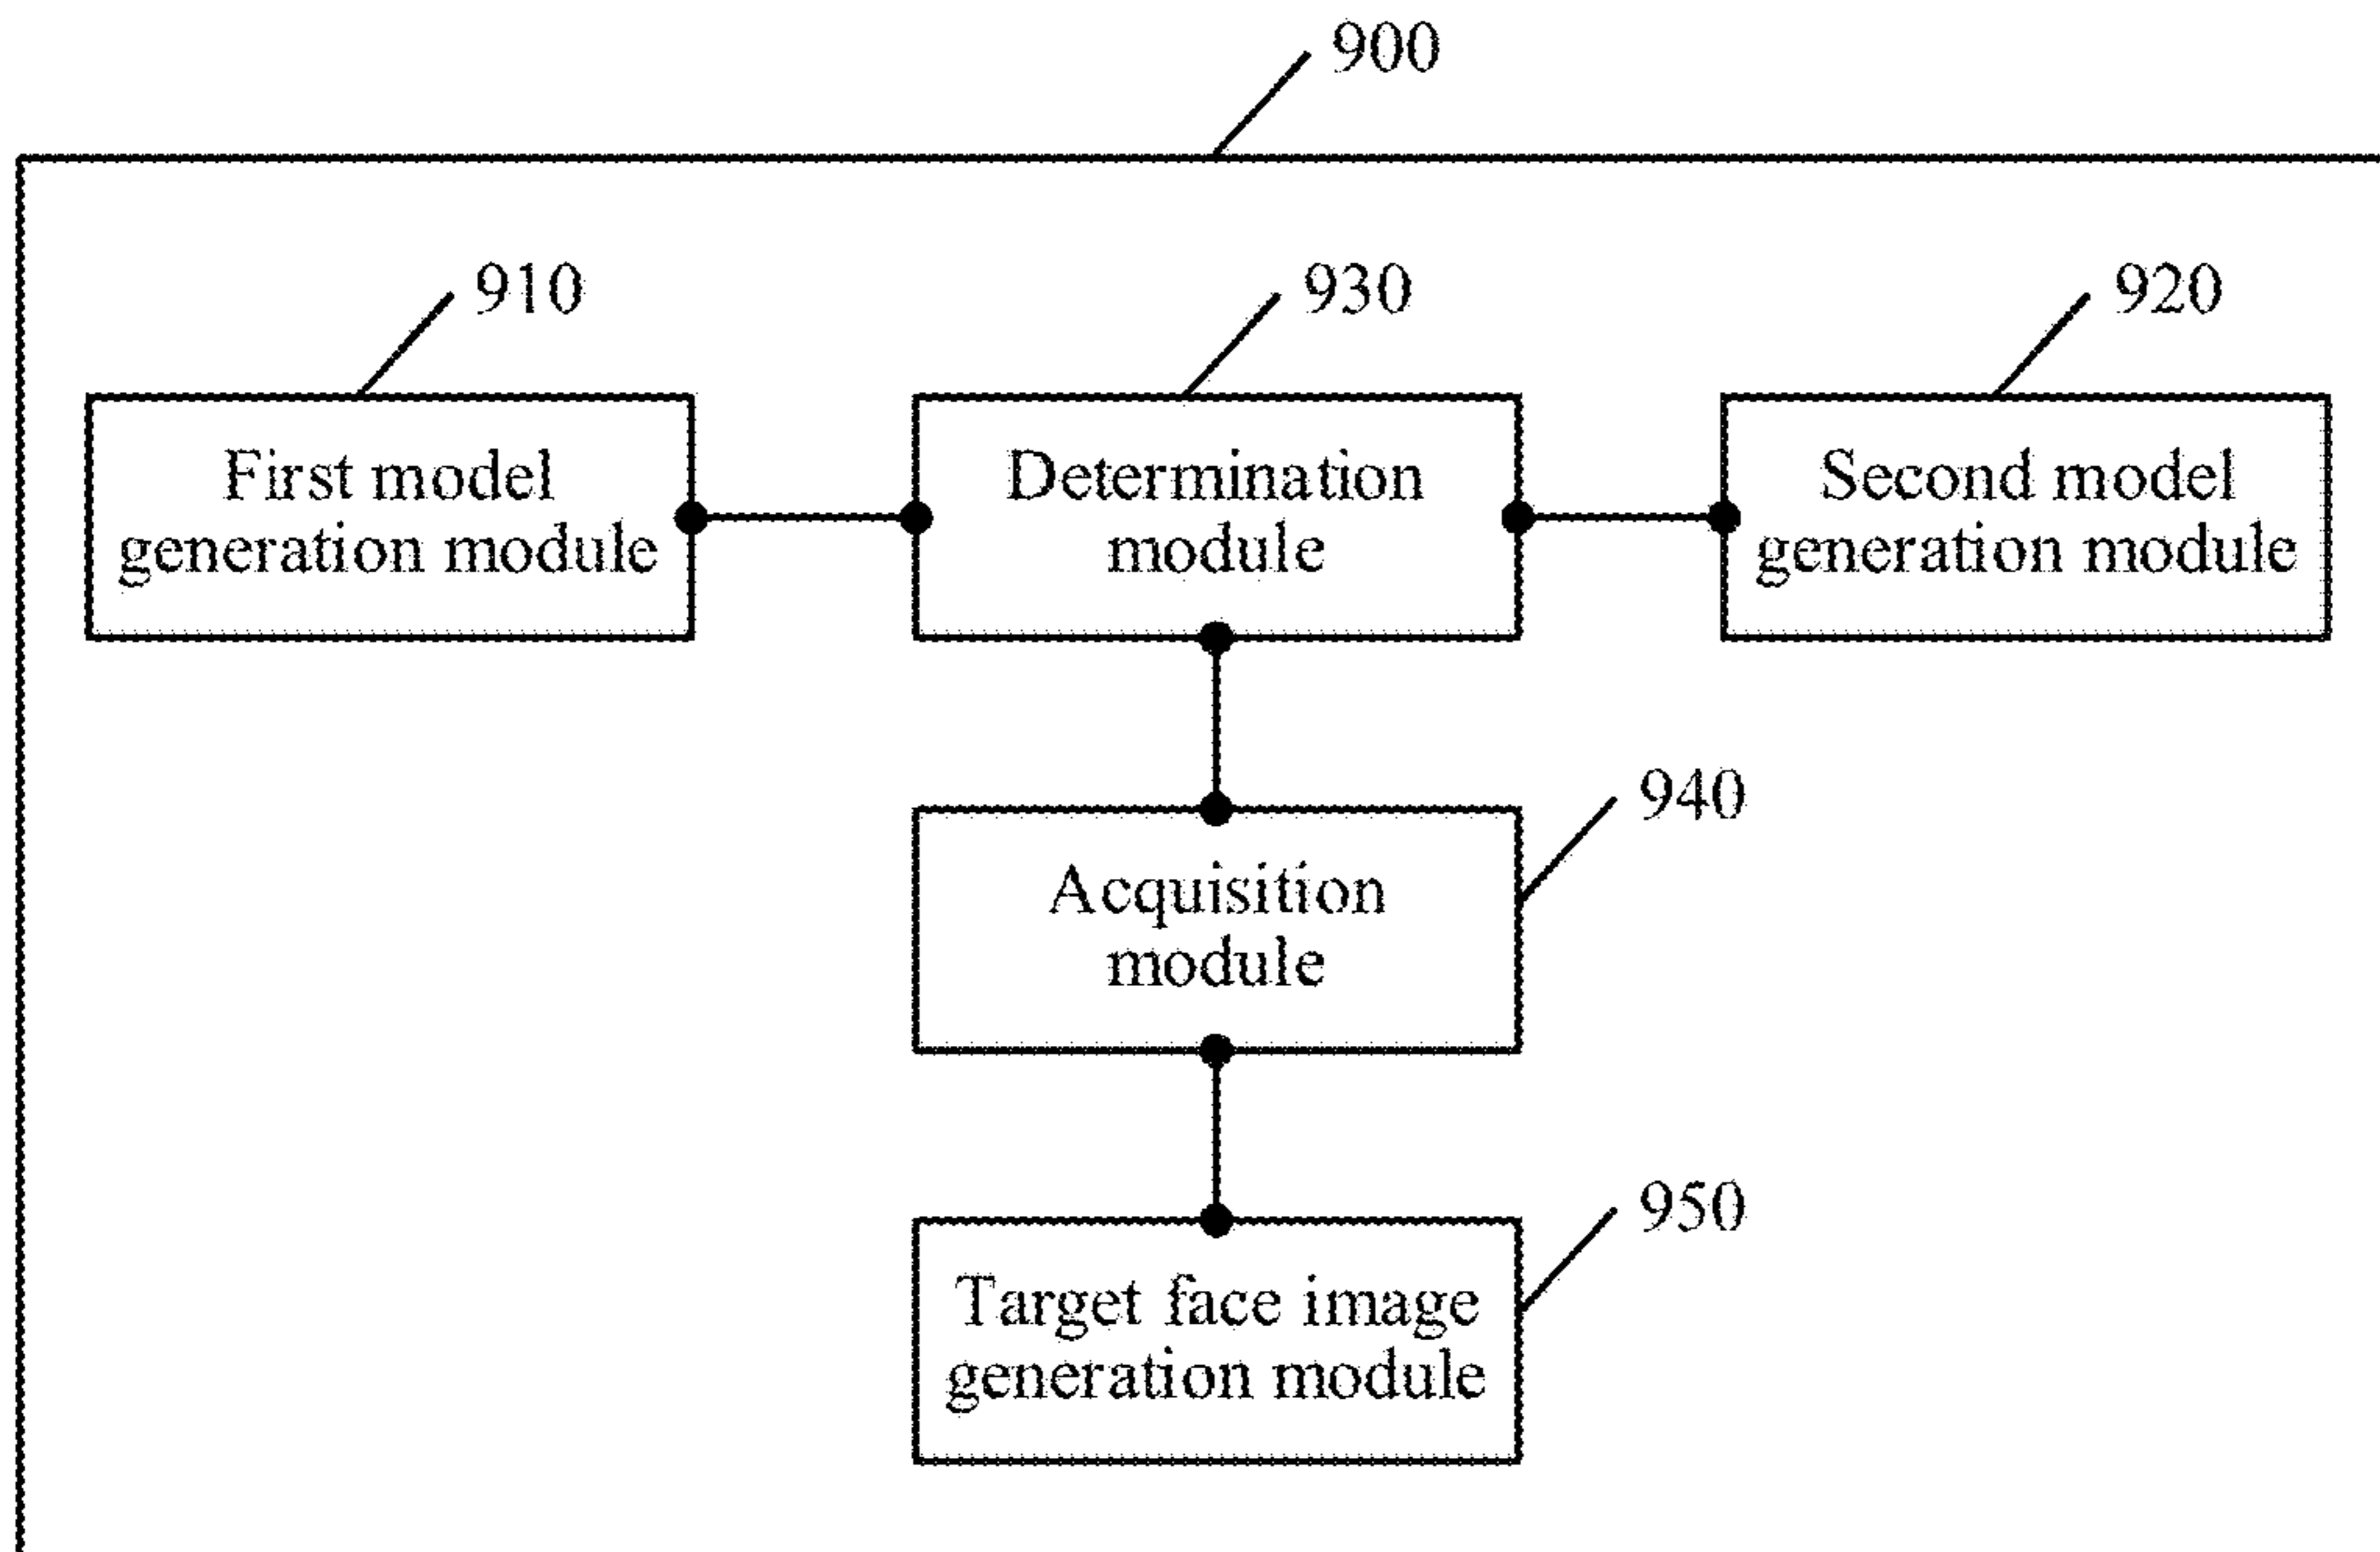 900
910
930
920
First model
generation module
Determination
module
Second model
generation module
940
Acquisition
module
950
Target face image
generation module